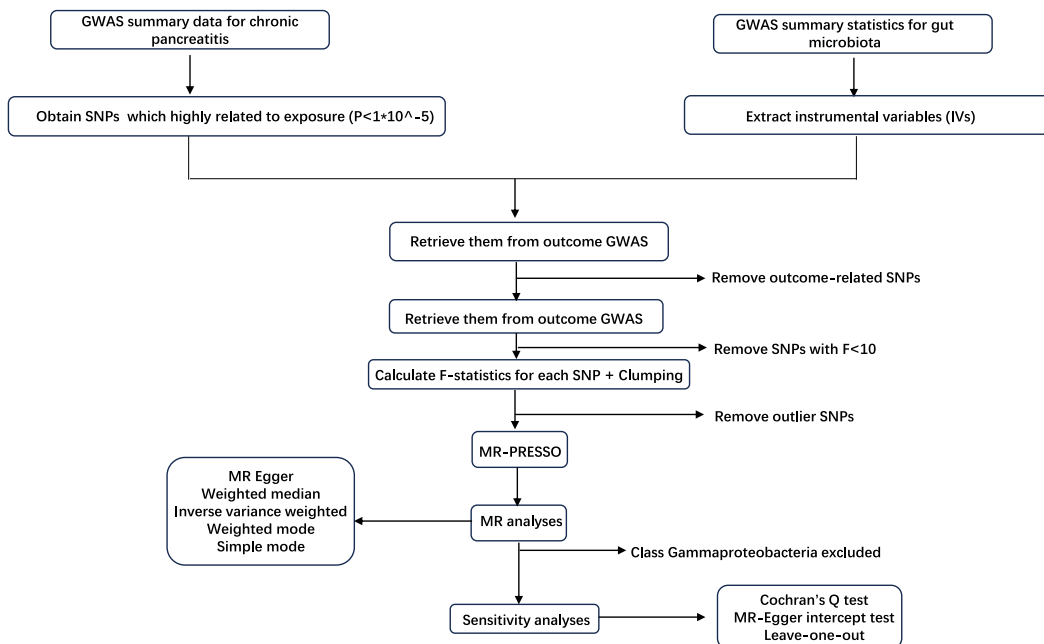 GWAS summary data for chronic
pancreatitis
GWAS summary statistics for gut
microbiota
Obtain SNPs which highly related to exposure (P<1*10^-5)
Extract instrumental variables (IVs)
Retrieve them from outcome GWAS
Remove outcome-related SNPs
Retrieve them from outcome GWAS
Remove SNPs with F<10
Calculate F-statistics for each SNP + Clumping
Remove outlier SNPs
MR-PRESSO
MR Egger
Weighted median
Inverse variance weighted
Weighted mode
Simple mode
MR analyses
Class Gammaproteobacteria excluded
Sensitivity analyses
Cochran's Q test
MR-Egger intercept test
Leave-one-out